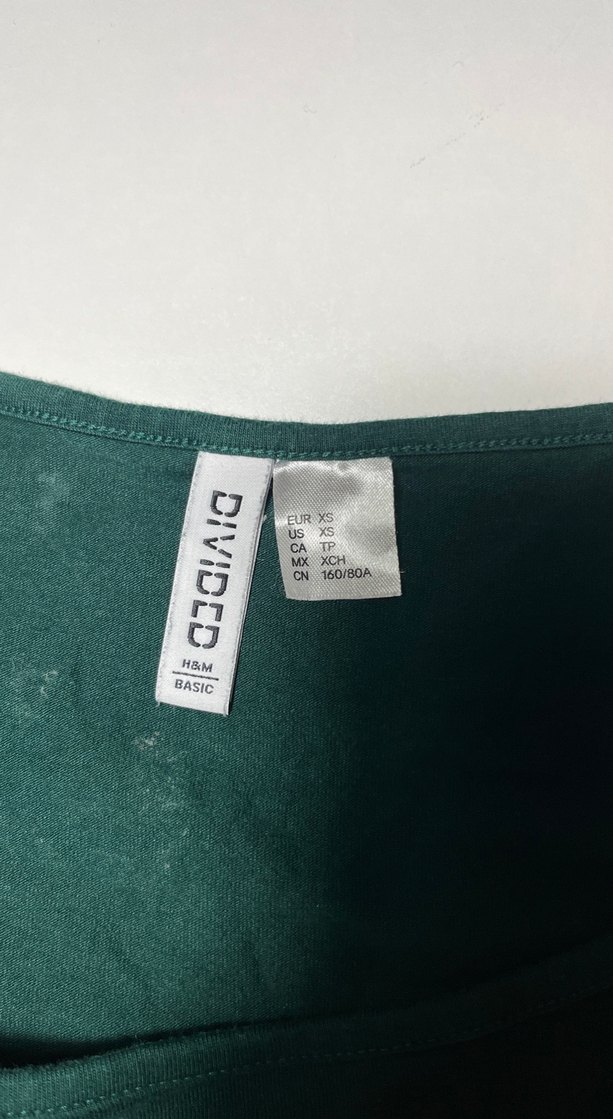 DIVIDED
H&M
BASIC
EUR XS
US XS
CA TP
MX XCH
CN 160/80A